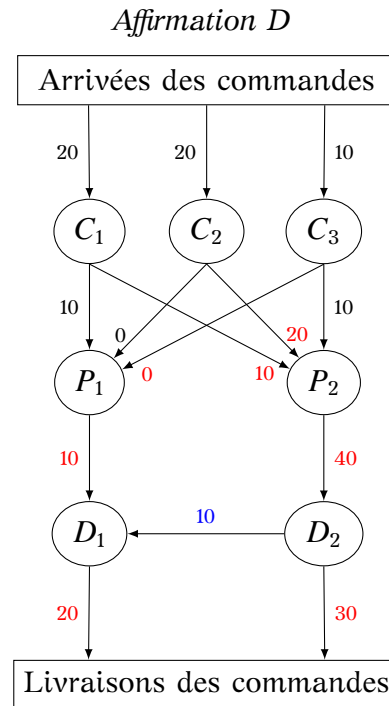 Affirmation D
Arrivées des commandes
20 20 10
C₁ C₂ C₃
10 0 20 10
0 10
P₁ P₂
10 40
10
D₁ D₂
20 30
Livraisons des commandes